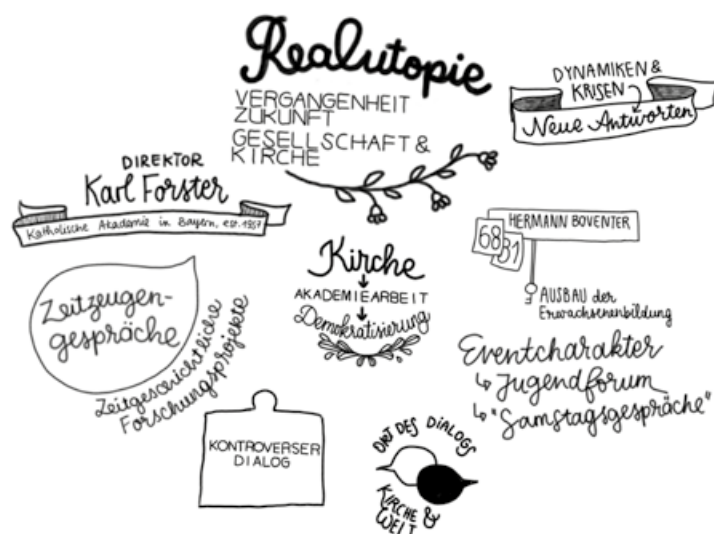 Realutopie
VERGANGENHEIT
ZUKUNFT
GESELLSCHAFT &
KIRCHE
DYNAMIKEN &
KRISEN
Neue Antworten
DIREKTOR
Karl Forster
Katholische Akademie in Bayern, est. 1957
HERMANN BOVENTER
68
31
AUSBAU der
Erwachsenenbildung
Kirche
AKADEMIEARBEIT
Demokratisierung
Zeitzeugen-
gespräche
Zeitgeschichtliche
Forschungsprojekte
Eventcharakter
Jugendforum
"Samstagsgespräche"
KONTROVERSER
DIALOG
ORT DES DIALOGS
KIRCHE &
WELT